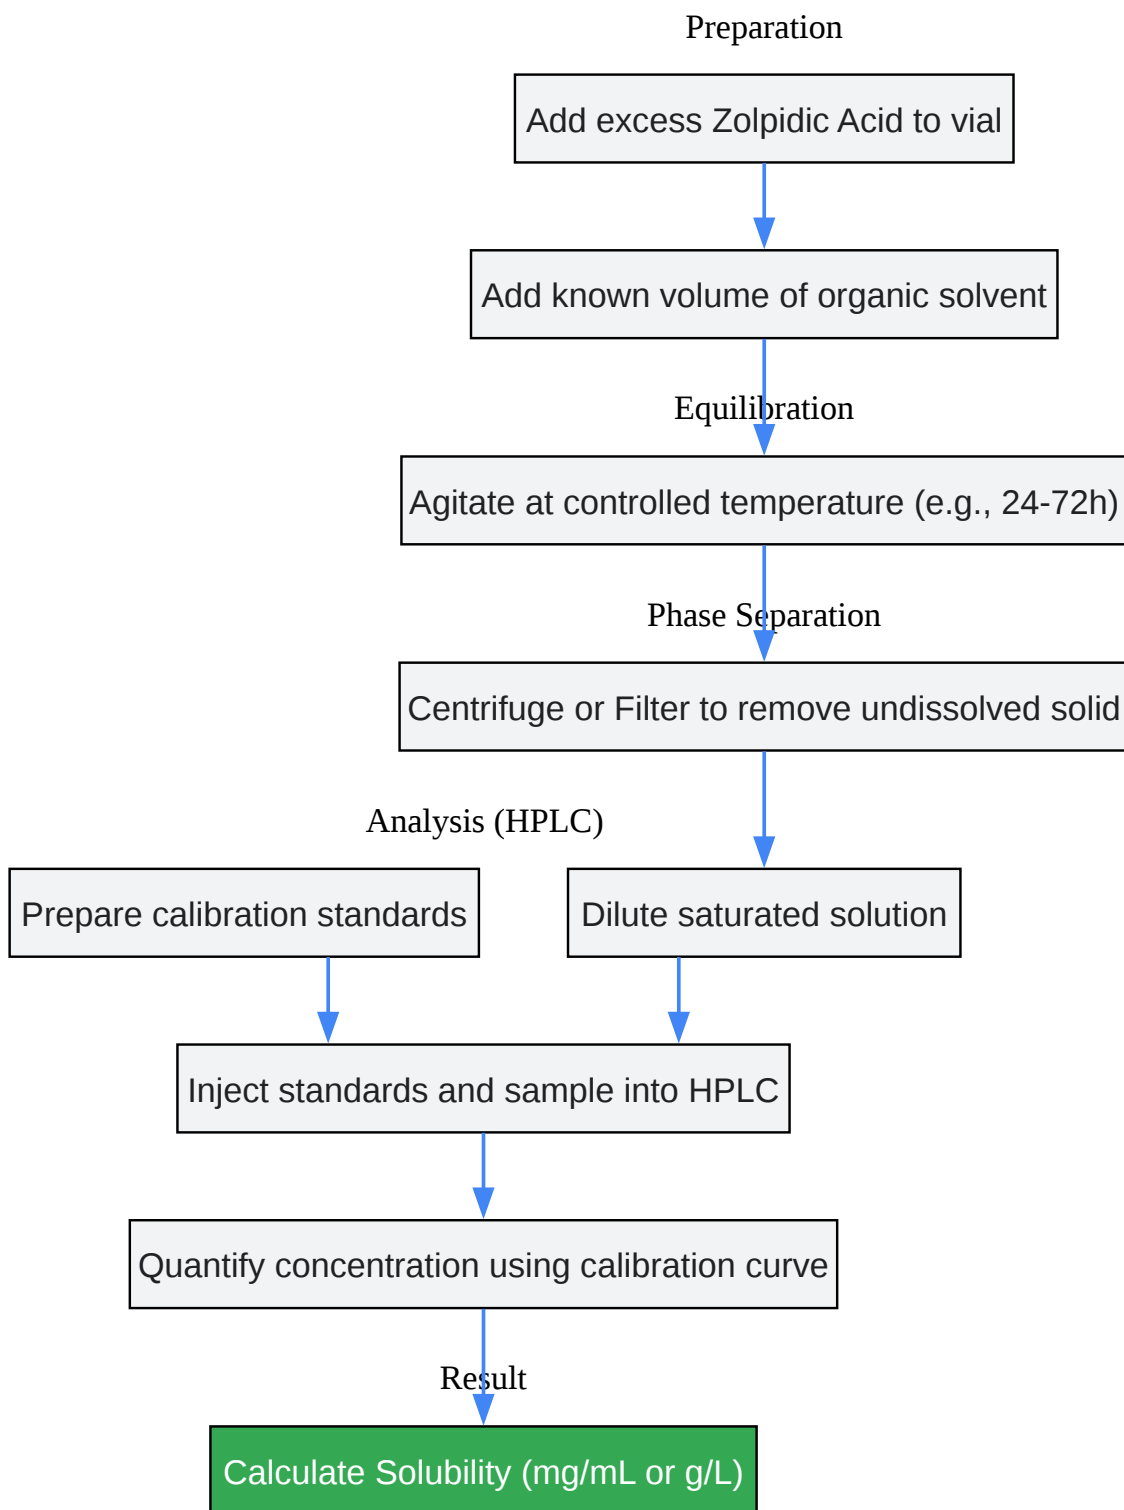 Preparation
Add excess Zolpidic Acid to vial
Add known volume of organic solvent
Equilibration
Agitate at controlled temperature (e.g., 24-72h)
Phase Separation
Centrifuge or Filter to remove undissolved solid
Analysis (HPLC)
Prepare calibration standards
Dilute saturated solution
Inject standards and sample into HPLC
Quantify concentration using calibration curve
Result
Calculate Solubility (mg/mL or g/L)